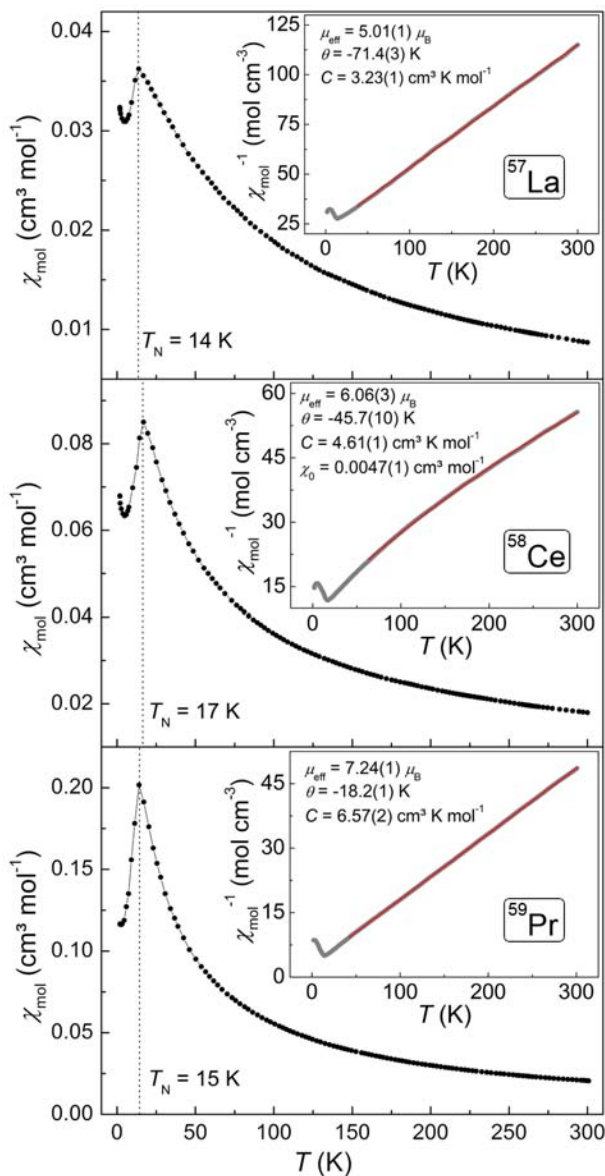 0.04
0.03
0.02
0.01
χmol (cm³ mol⁻¹)
TN = 14 K
125
100
75
50
25
χmol⁻¹ (mol cm⁻³)
μeff = 5.01(1) μB
θ = -71.4(3) K
C = 3.23(1) cm³ K mol⁻¹
⁵⁷La
0 100 200 300
T (K)
0.08
0.06
0.04
0.02
χmol (cm³ mol⁻¹)
TN = 17 K
60
45
30
15
χmol⁻¹ (mol cm⁻³)
μeff = 6.06(3) μB
θ = -45.7(10) K
C = 4.61(1) cm³ K mol⁻¹
χ0 = 0.0047(1) cm³ mol⁻¹
⁵⁸Ce
0 100 200 300
T (K)
0.20
0.15
0.10
0.05
0.00
χmol (cm³ mol⁻¹)
TN = 15 K
45
30
15
0
χmol⁻¹ (mol cm⁻³)
μeff = 7.24(1) μB
θ = -18.2(1) K
C = 6.57(2) cm³ K mol⁻¹
⁵⁹Pr
0 100 200 300
T (K)
0 50 100 150 200 250 300
T (K)